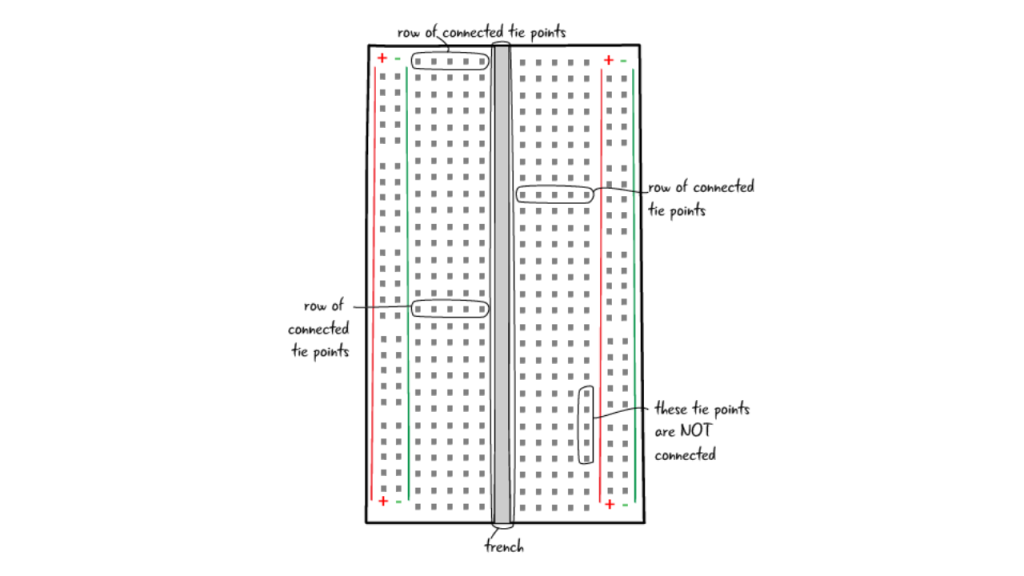 row of connected tie points
+ -
+ -
row of connected
tie points
row of
connected
tie points
these tie points
are NOT
connected
+ -
+ -
trench